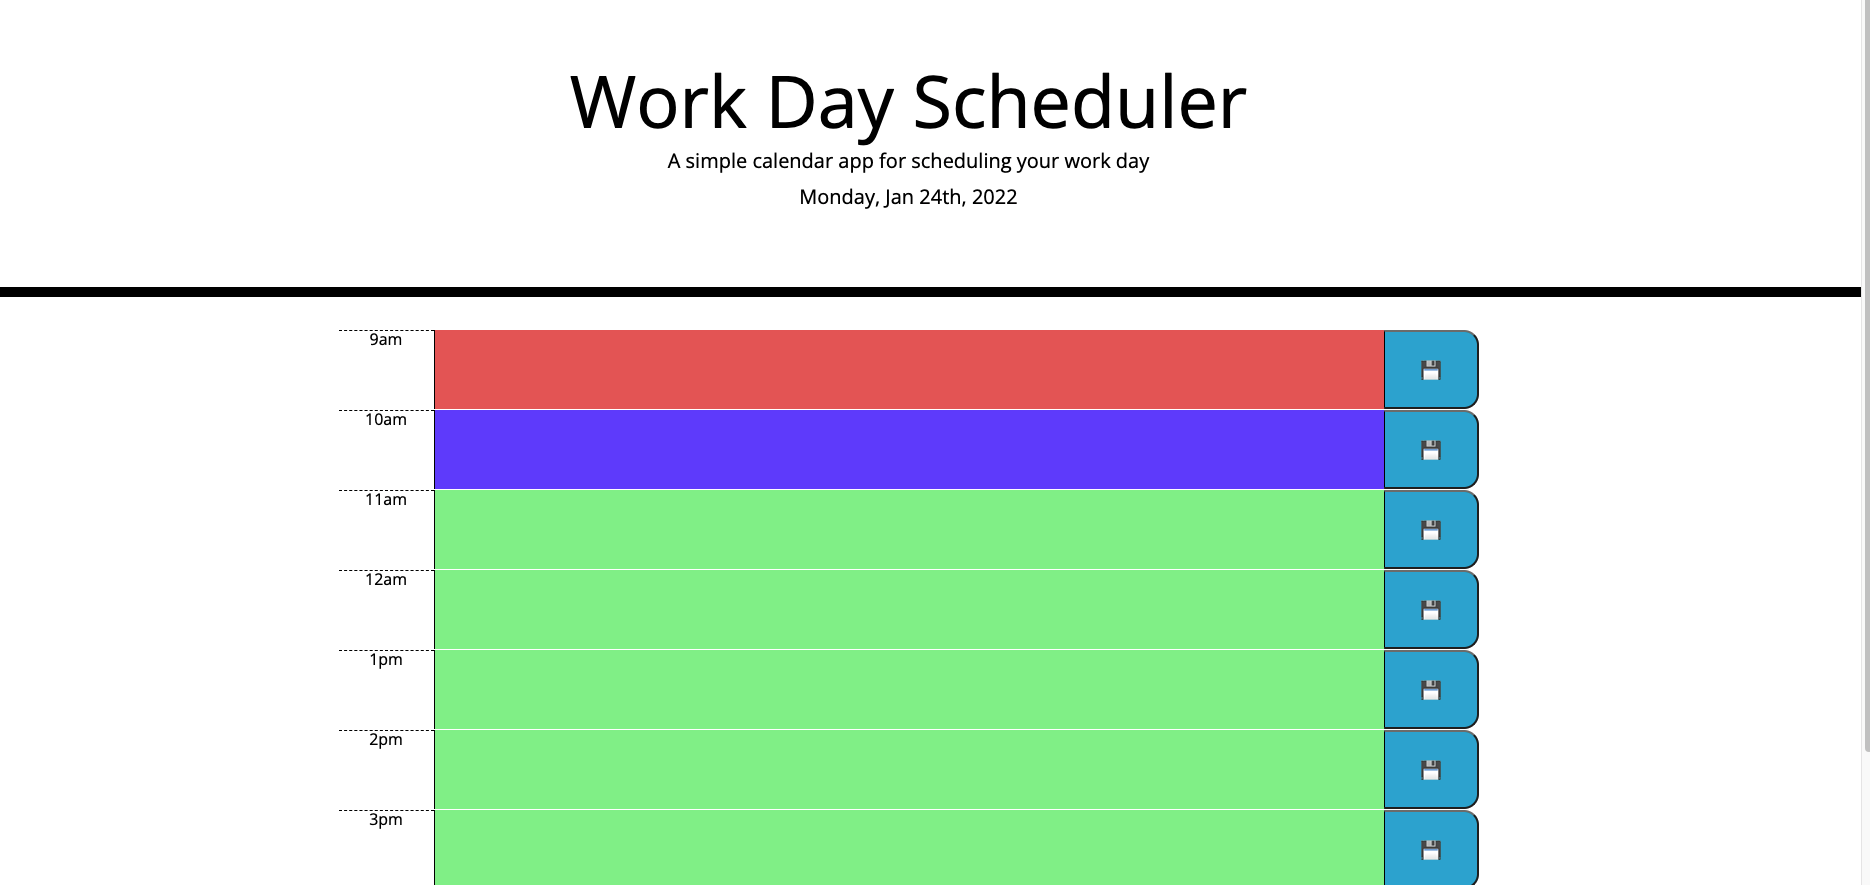 Work Day Scheduler
A simple calendar app for scheduling your work day
Monday, Jan 24th, 2022
9am
10am
11am
12am
1pm
2pm
3pm